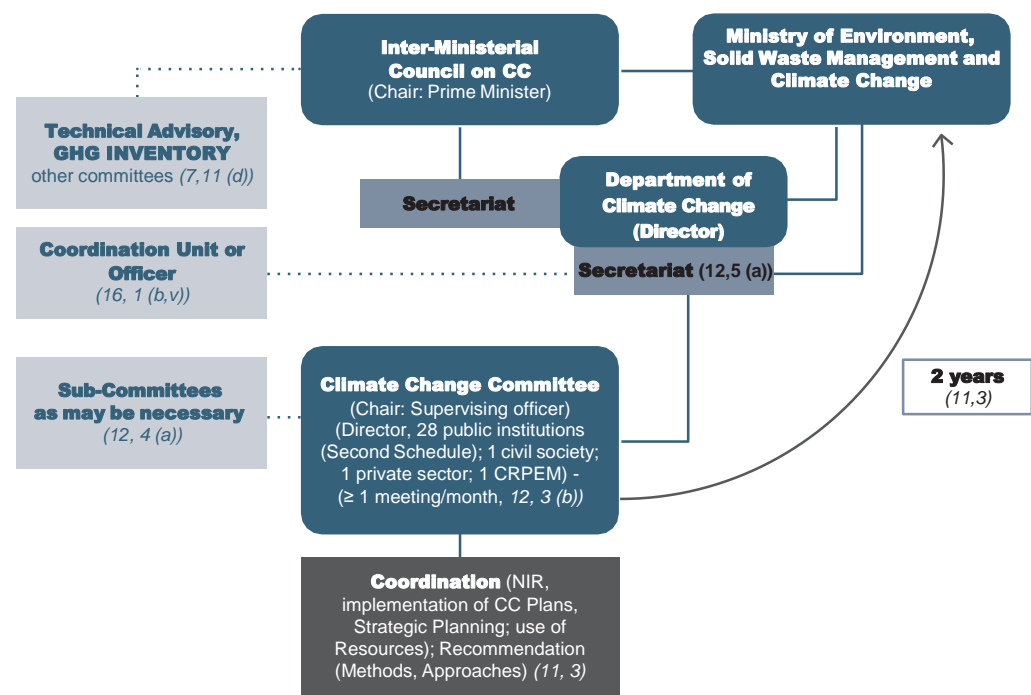 Inter-Ministerial
Council on CC
(Chair: Prime Minister)
Ministry of Environment,
Solid Waste Management and
Climate Change
Technical Advisory,
GHG INVENTORY
other committees (7,11 (d))
Secretariat
Department of
Climate Change
(Director)
Secretariat (12,5 (a))
Coordination Unit or
Officer
(16, 1 (b,v))
Sub-Committees
as may be necessary
(12, 4 (a))
Climate Change Committee
(Chair: Supervising officer)
(Director, 28 public institutions
(Second Schedule); 1 civil society;
1 private sector; 1 CRPEM) -
(≥ 1 meeting/month, 12, 3 (b))
2 years
(11,3)
Coordination (NIR,
implementation of CC Plans,
Strategic Planning; use of
Resources); Recommendation
(Methods, Approaches) (11, 3)